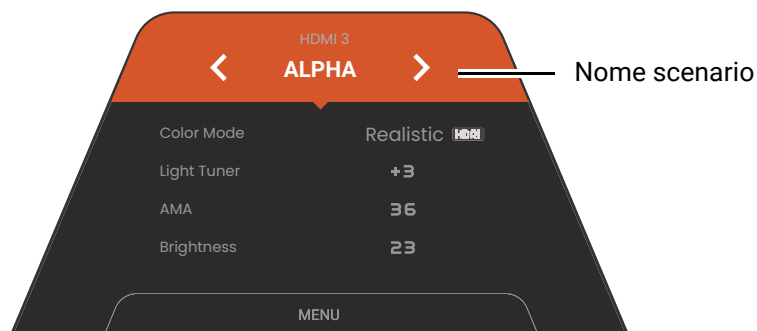 HDMI 3
ALPHA
Nome scenario
Color Mode Realistic HDRi
Light Tuner +3
AMA 36
Brightness 23
MENU